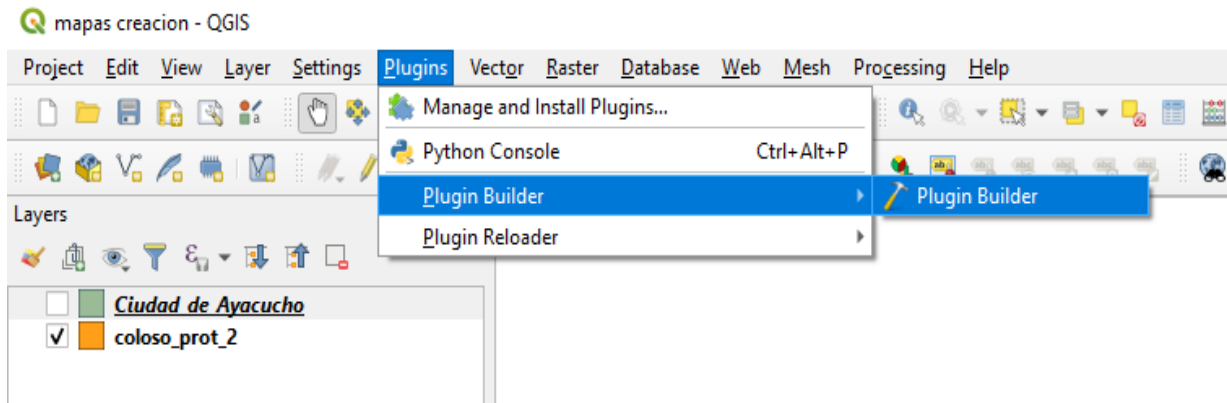 mapas creacion - QGIS
Project Edit View Layer Settings Plugins Vector Raster Database Web Mesh Processing Help
Manage and Install Plugins...
Python Console Ctrl+Alt+P
Plugin Builder Plugin Builder
Plugin Reloader
Layers
Ciudad de Ayacucho
coloso_prot_2